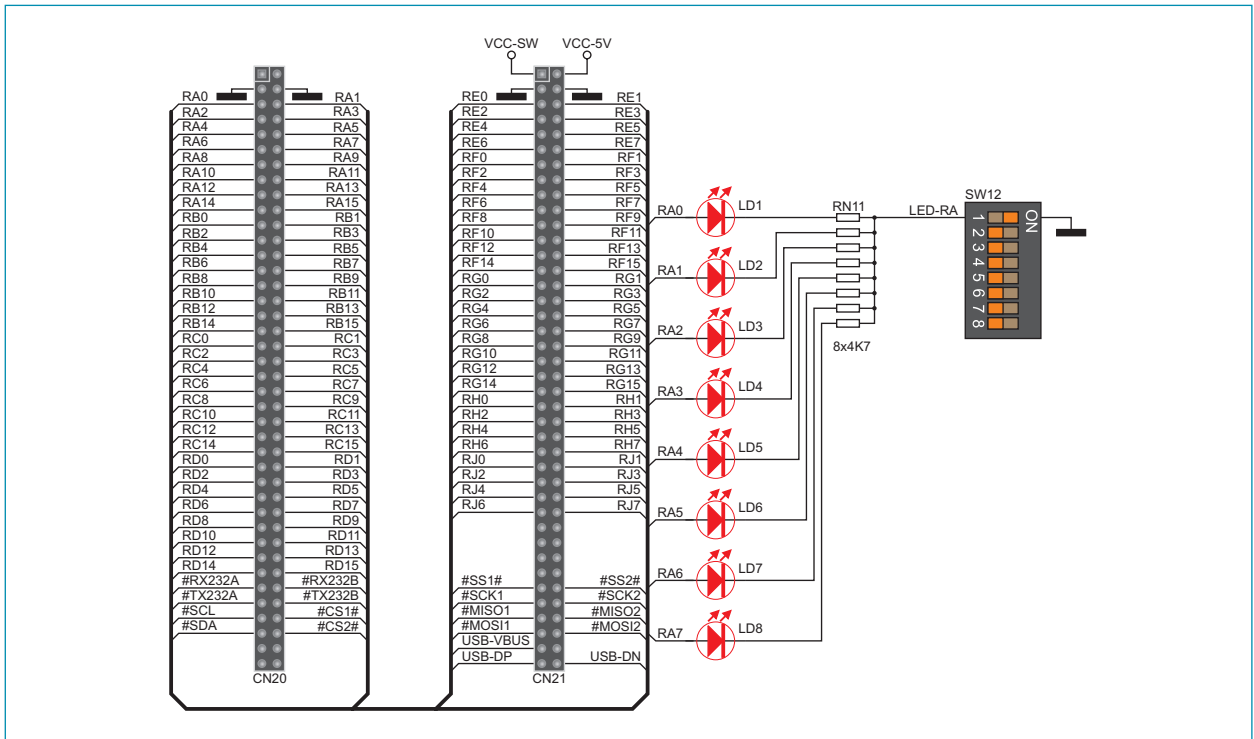 VCC-SW VCC-5V
RA0 RA1
RA2 RA3
RA4 RA5
RA6 RA7
RA8 RA9
RA10 RA11
RA12 RA13
RA14 RA15
RB0 RB1
RB2 RB3
RB4 RB5
RB6 RB7
RB8 RB9
RB10 RB11
RB12 RB13
RB14 RB15
RC0 RC1
RC2 RC3
RC4 RC5
RC6 RC7
RC8 RC9
RC10 RC11
RC12 RC13
RC14 RC15
RD0 RD1
RD2 RD3
RD4 RD5
RD6 RD7
RD8 RD9
RD10 RD11
RD12 RD13
RD14 RD15
#RX232A #RX232B
#TX232A #TX232B
#SCL #CS1#
#SDA #CS2#
CN20
RE0 RE1
RE2 RE3
RE4 RE5
RE6 RE7
RF0 RF1
RF2 RF3
RF4 RF5
RF6 RF7
RF8 RF9
RF10 RF11
RF12 RF13
RF14 RF15
RG0 RG1
RG2 RG3
RG4 RG5
RG6 RG7
RG8 RG9
RG10 RG11
RG12 RG13
RG14 RG15
RH0 RH1
RH2 RH3
RH4 RH5
RH6 RH7
RJ0 RJ1
RJ2 RJ3
RJ4 RJ5
RJ6 RJ7
#SS1# #SS2#
#SCK1 #SCK2
#MISO1 #MISO2
#MOSI1 #MOSI2
USB-VBUS
USB-DP USB-DN
CN21
RA0 LD1
RA1 LD2
RA2 LD3
RA3 LD4
RA4 LD5
RA5 LD6
RA6 LD7
RA7 LD8
RN11
8x4K7
LED-RA
SW12
ON
1
2
3
4
5
6
7
8